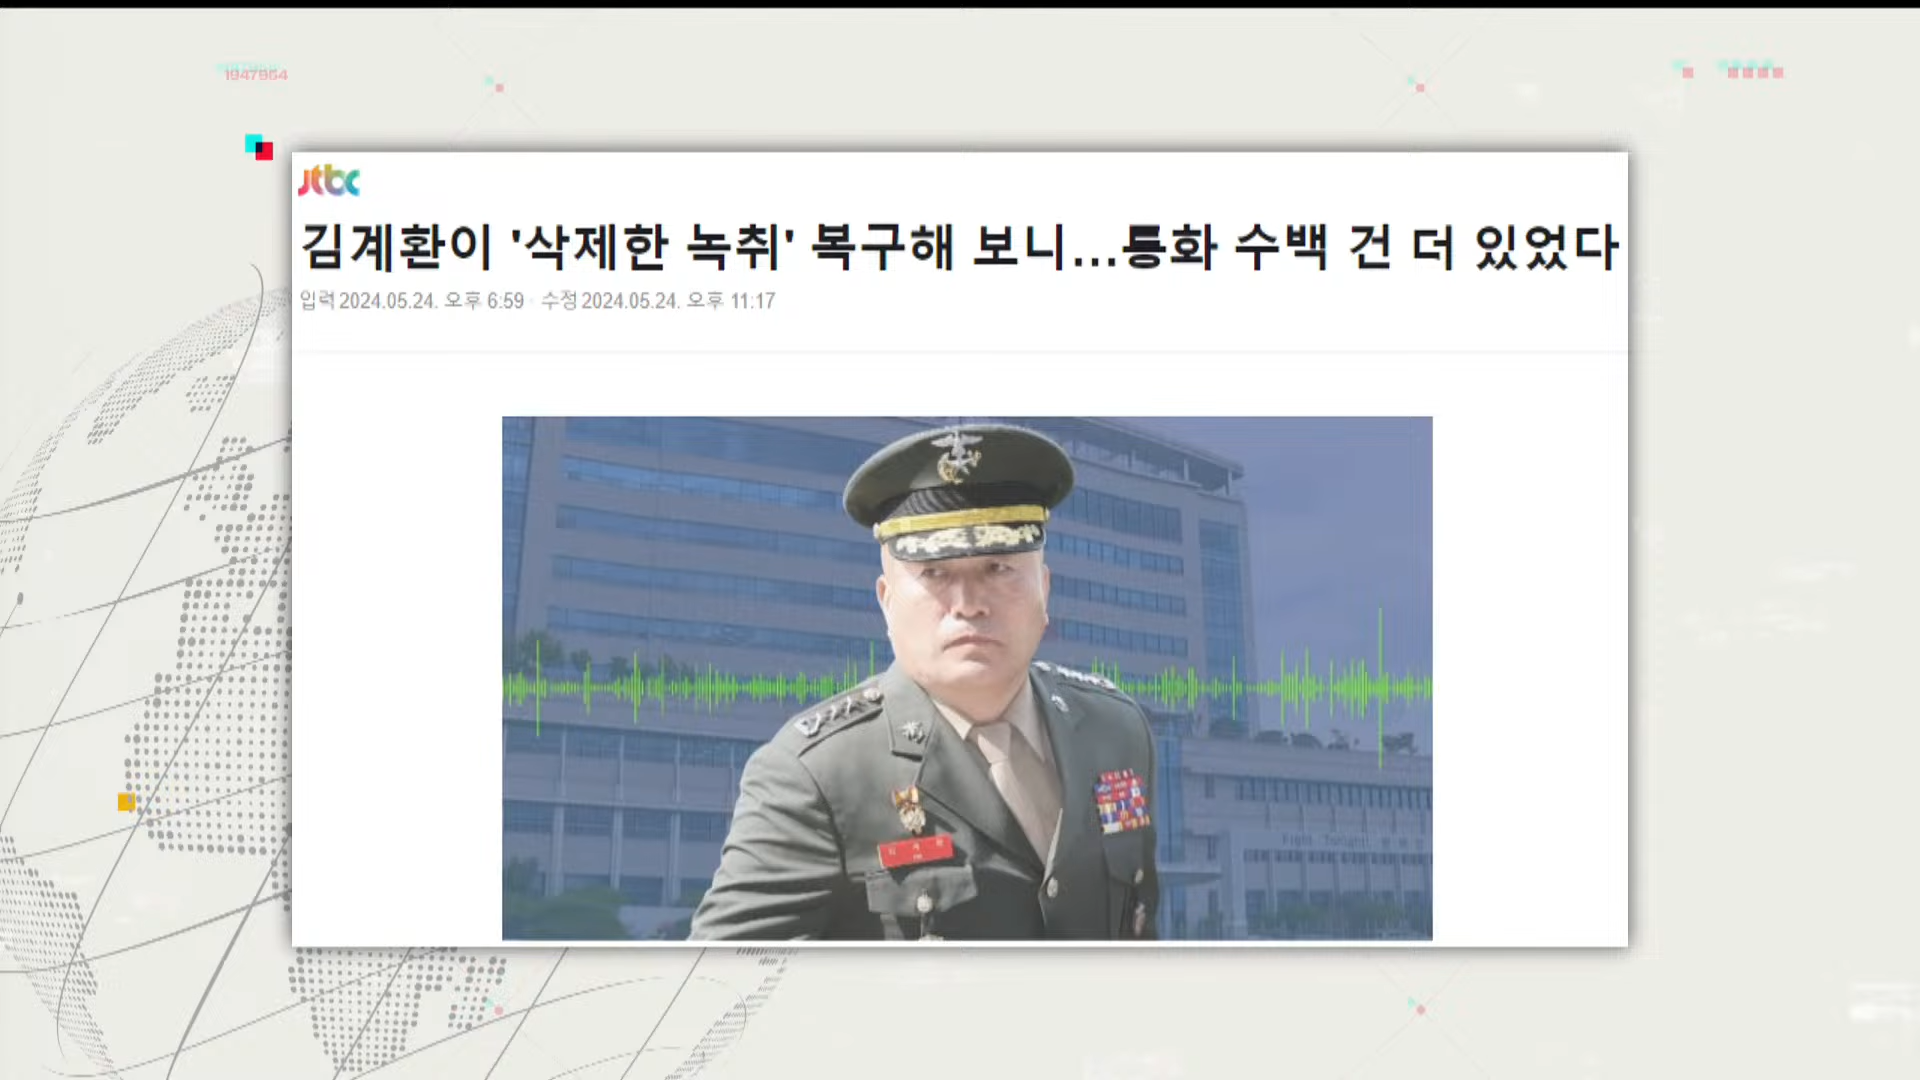 1947964
jtbc
김계환이 '삭제한 녹취' 복구해 보니...통화 수백 건 더 있었다
입력 2024.05.24. 오후 6:59 · 수정 2024.05.24. 오후 11:17